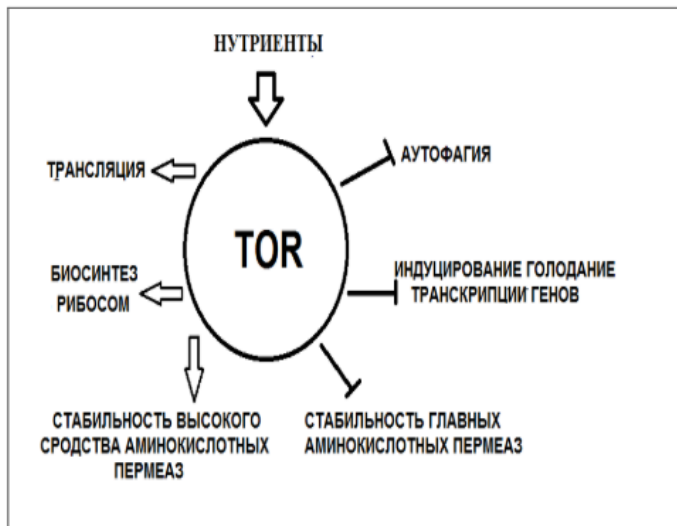 НУТРИЕНТЫ
ТРАНСЛЯЦИЯ
АУТОФАГИЯ
TOR
БИОСИНТЕЗ
РИБОСОМ
ИНДУЦИРОВАНИЕ ГОЛОДАНИЕ
ТРАНСКРИПЦИИ ГЕНОВ
СТАБИЛЬНОСТЬ ВЫСОКОГО
СРОДСТВА АМИНОКИСЛОТНЫХ
ПЕРМЕАЗ
СТАБИЛЬНОСТЬ ГЛАВНЫХ
АМИНОКИСЛОТНЫХ ПЕРМЕАЗ